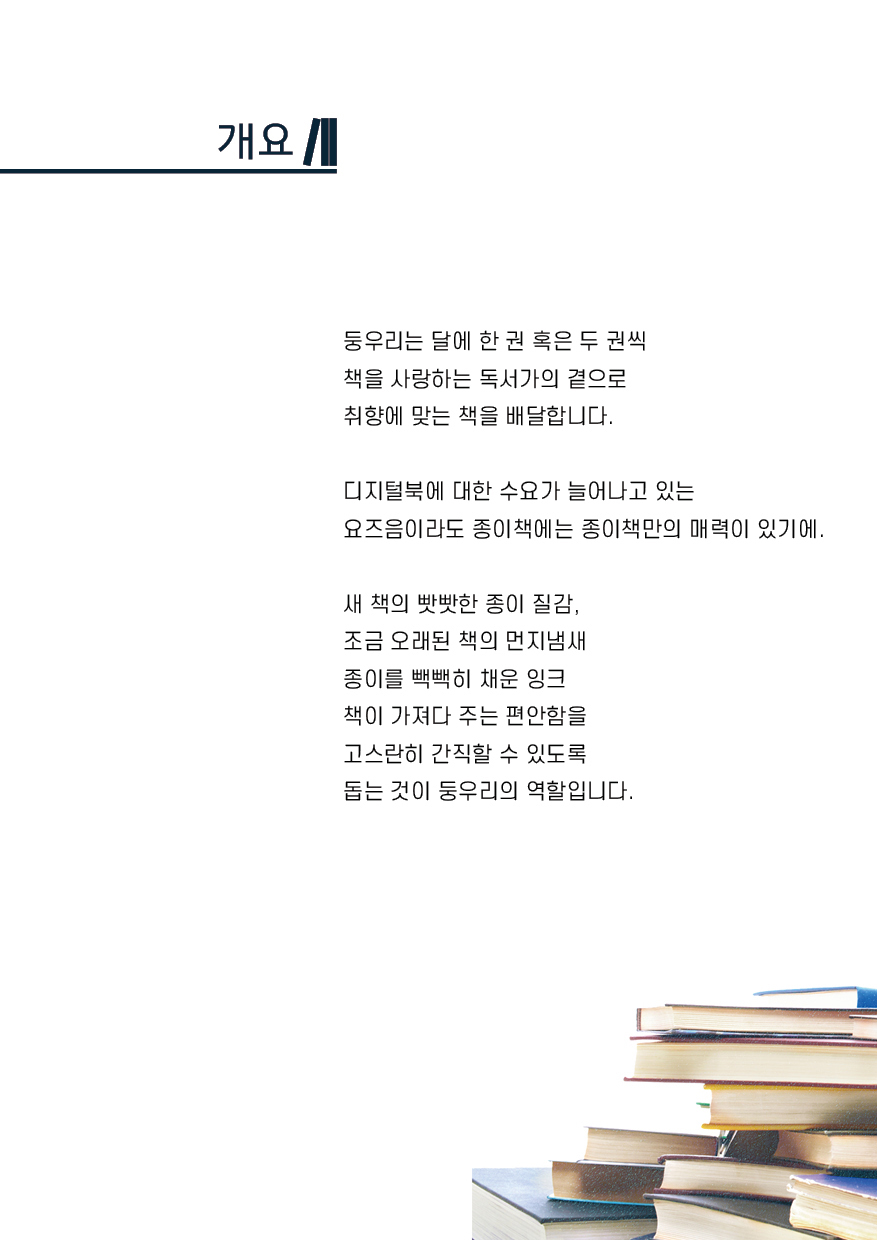 개요
둥우리는 달에 한 권 혹은 두 권씩
책을 사랑하는 독서가의 곁으로
취향에 맞는 책을 배달합니다.
디지털북에 대한 수요가 늘어나고 있는
요즈음이라도 종이책에는 종이책만의 매력이 있기에.
새 책의 빳빳한 종이 질감,
조금 오래된 책의 먼지냄새
종이를 빽빽히 채운 잉크
책이 가져다 주는 편안함을
고스란히 간직할 수 있도록
돕는 것이 둥우리의 역할입니다.